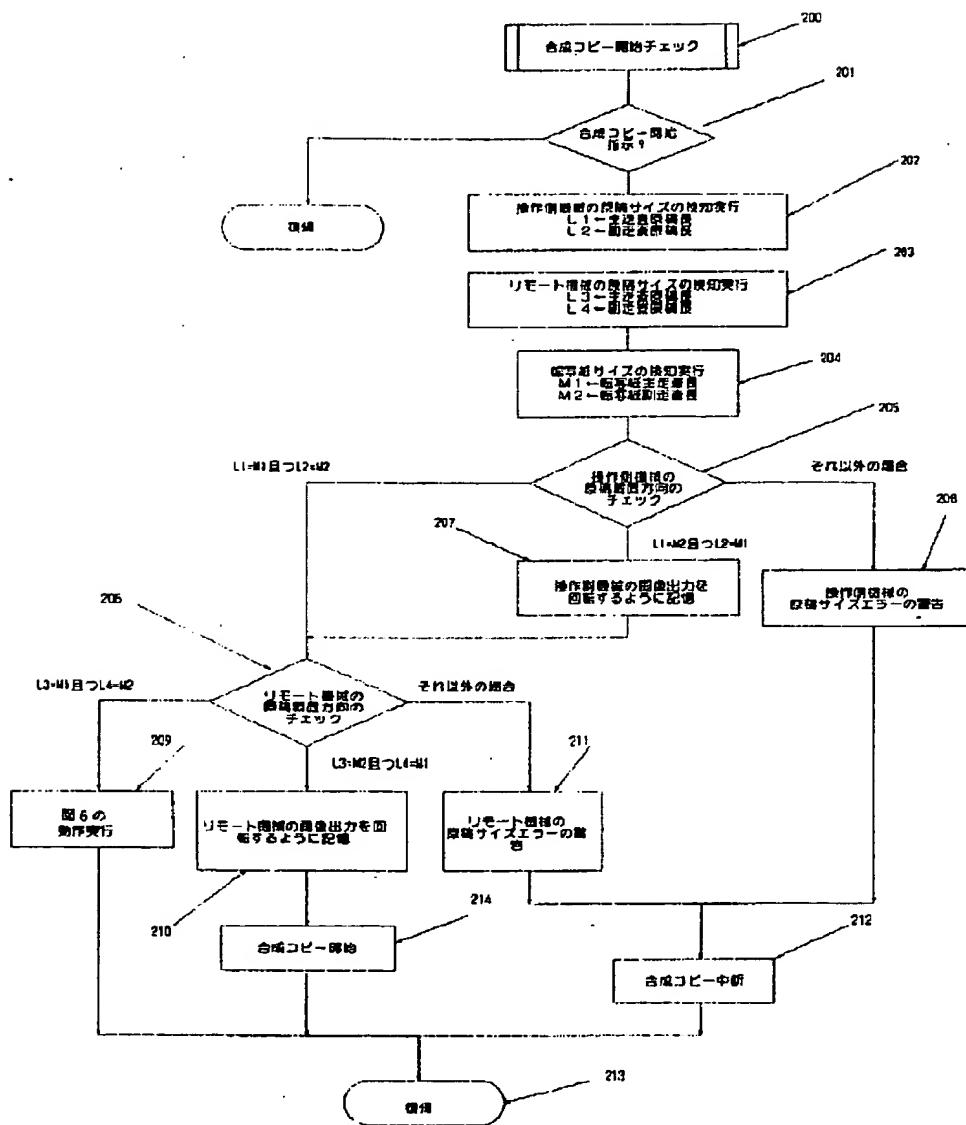 200
合成コピー開始チェック
201
合成コピー開始
指示?
202
復帰
操作側機械の原稿サイズの検知実行
L1←主走査原稿長
L2←副走査原稿長
203
リモート機械の原稿サイズの検知実行
L3←主走査原稿長
L4←副走査原稿長
204
転写紙サイズの検知実行
M1←転写紙主走査長
M2←転写紙副走査長
205
L1=M1且つL2=M2
操作側機械の
原稿載置方向の
チェック
それ以外の場合
207
L1=M2且つL2=M1
206
操作側機械の画像出力を
回転するように記憶
操作側機械の
原稿サイズエラーの警告
206
L3=M1且つL4=M2
リモート機械の
原稿載置方向の
チェック
それ以外の場合
209
L3=M2且つL4=M1
211
図6の
動作実行
リモート機械の画像出力を回
転するように記憶
リモート機械の
原稿サイズエラーの警
告
210
214
合成コピー開始
212
合成コピー中断
213
復帰